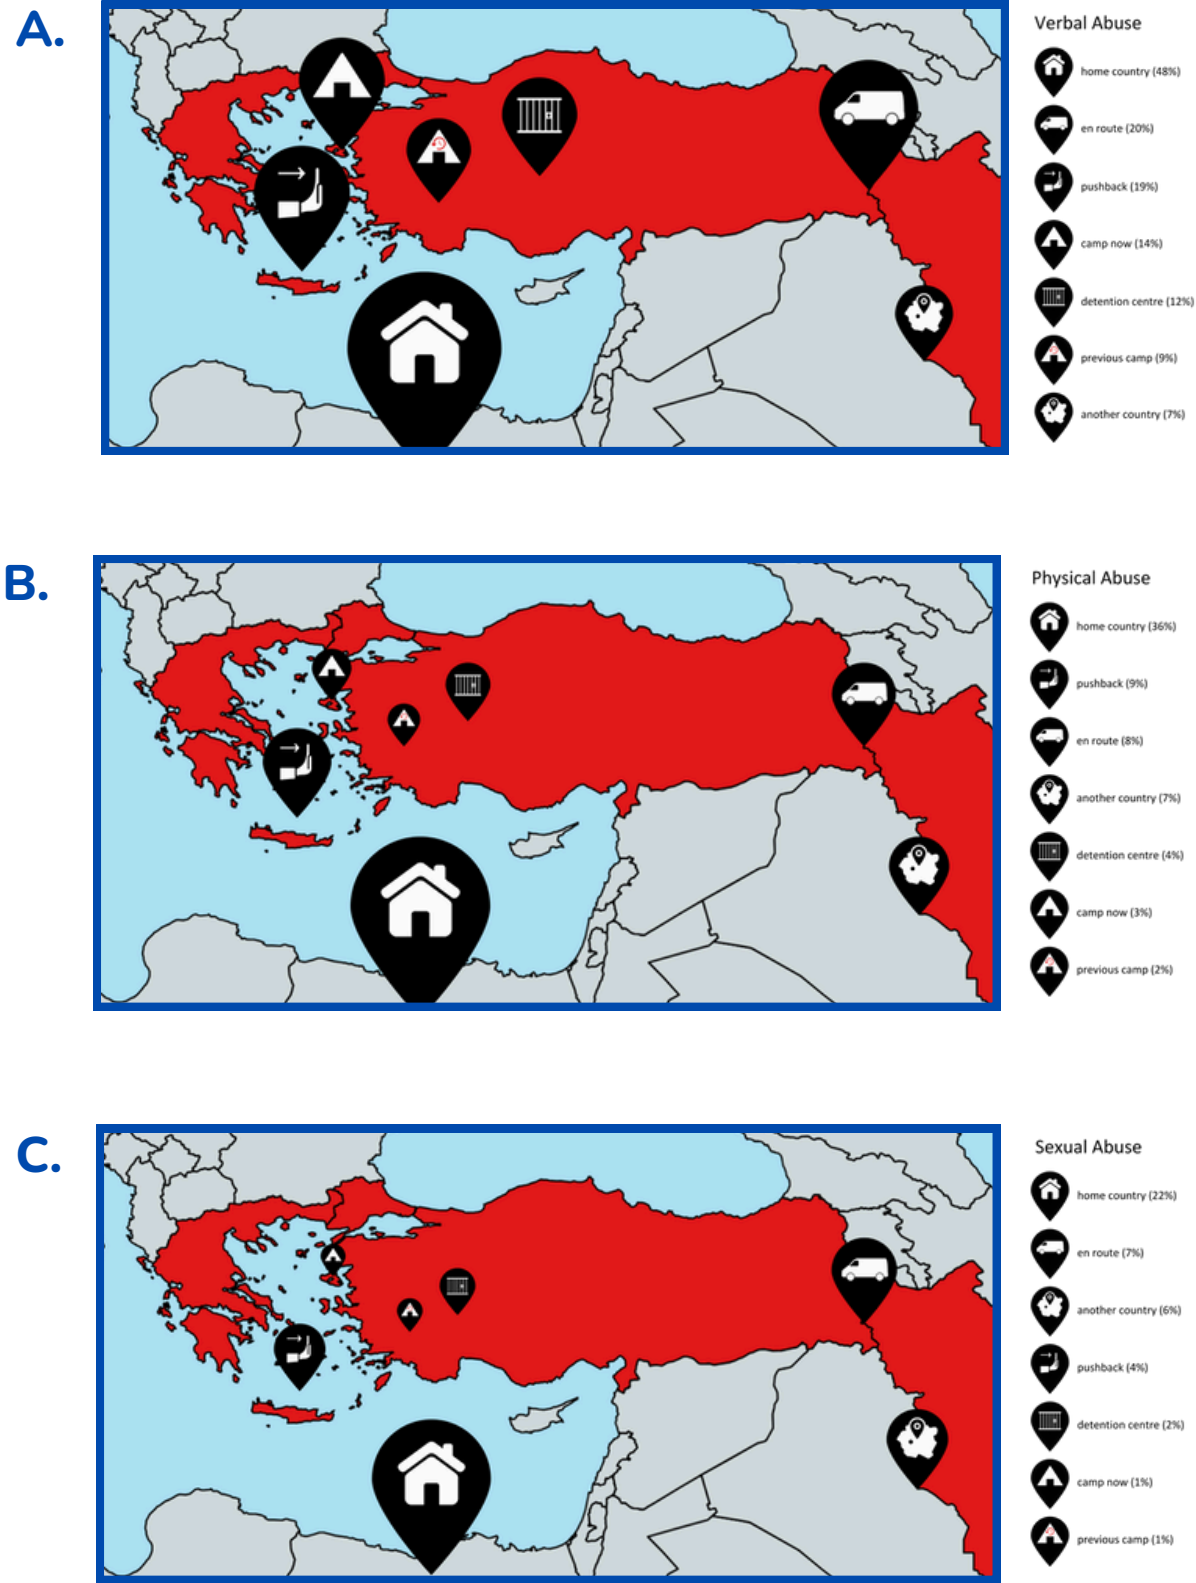 A.
Verbal Abuse
home country (48%)
en route (20%)
pushback (19%)
camp now (14%)
detention centre (12%)
previous camp (9%)
another country (7%)
B.
Physical Abuse
home country (36%)
pushback (9%)
en route (8%)
another country (7%)
detention centre (4%)
camp now (3%)
previous camp (2%)
C.
Sexual Abuse
home country (22%)
en route (7%)
another country (6%)
pushback (4%)
detention centre (2%)
camp now (1%)
previous camp (1%)